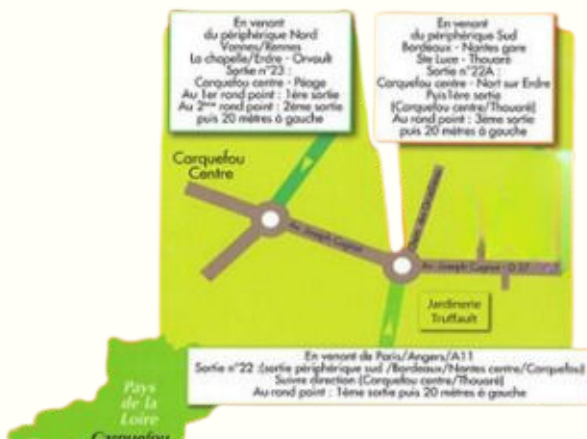 En venant
du périphérique Nord
Vannes/Rennes
La chapelle/Erdre - Orvault
Sortie n°23 :
Carquefou centre - Péage
Au 1er rond point : 1ère sortie
Au 2ème rond point : 2ème sortie
puis 20 mètres à gauche
En venant
du périphérique Sud
Bordeaux - Nantes gare
Ste Luce - Thouaré
Sortie n°22A :
Carquefou centre - Nort sur Erdre
Puis 1ère sortie
(Carquefou centre/Thouaré)
Au rond point : 3ème sortie
puis 20 mètres à gauche
Carquefou
Centre
Av. Joseph Cugnot
Av. Joseph Cugnot - D 37
Jardinerie
Truffault
En venant de Paris/Angers/A11
Sortie n°22 :(sortie périphérique sud /Bordeaux/Nantes centre/Carquefou)
Suivre direction (Carquefou centre/Thouaré)
Au rond point : 1ème sortie puis 20 mètres à gauche
Pays
de la
Loire
Carquefou